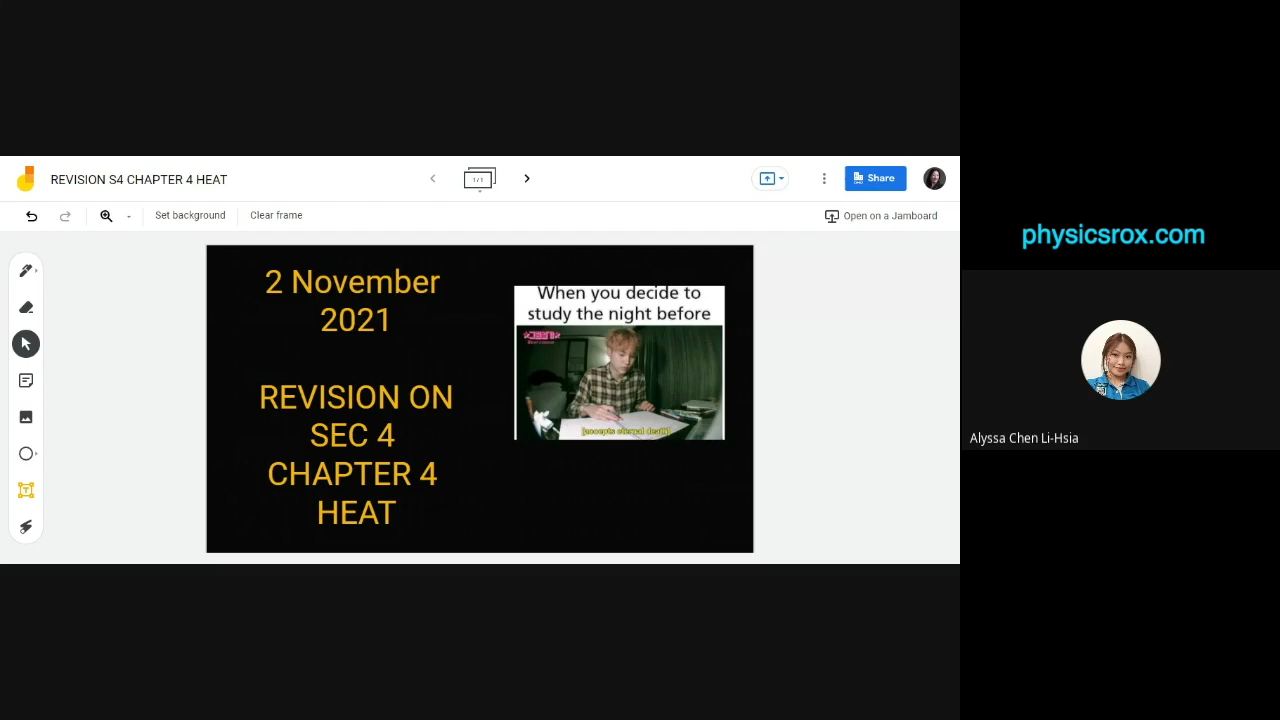 REVISION S4 CHAPTER 4 HEAT
1/1
Share
Set background
Clear frame
Open on a Jamboard
2 November
2021
REVISION ON
SEC 4
CHAPTER 4
HEAT
When you decide to
study the night before
[accepts eternal death]
physicsrox.com
Alyssa Chen Li-Hsia